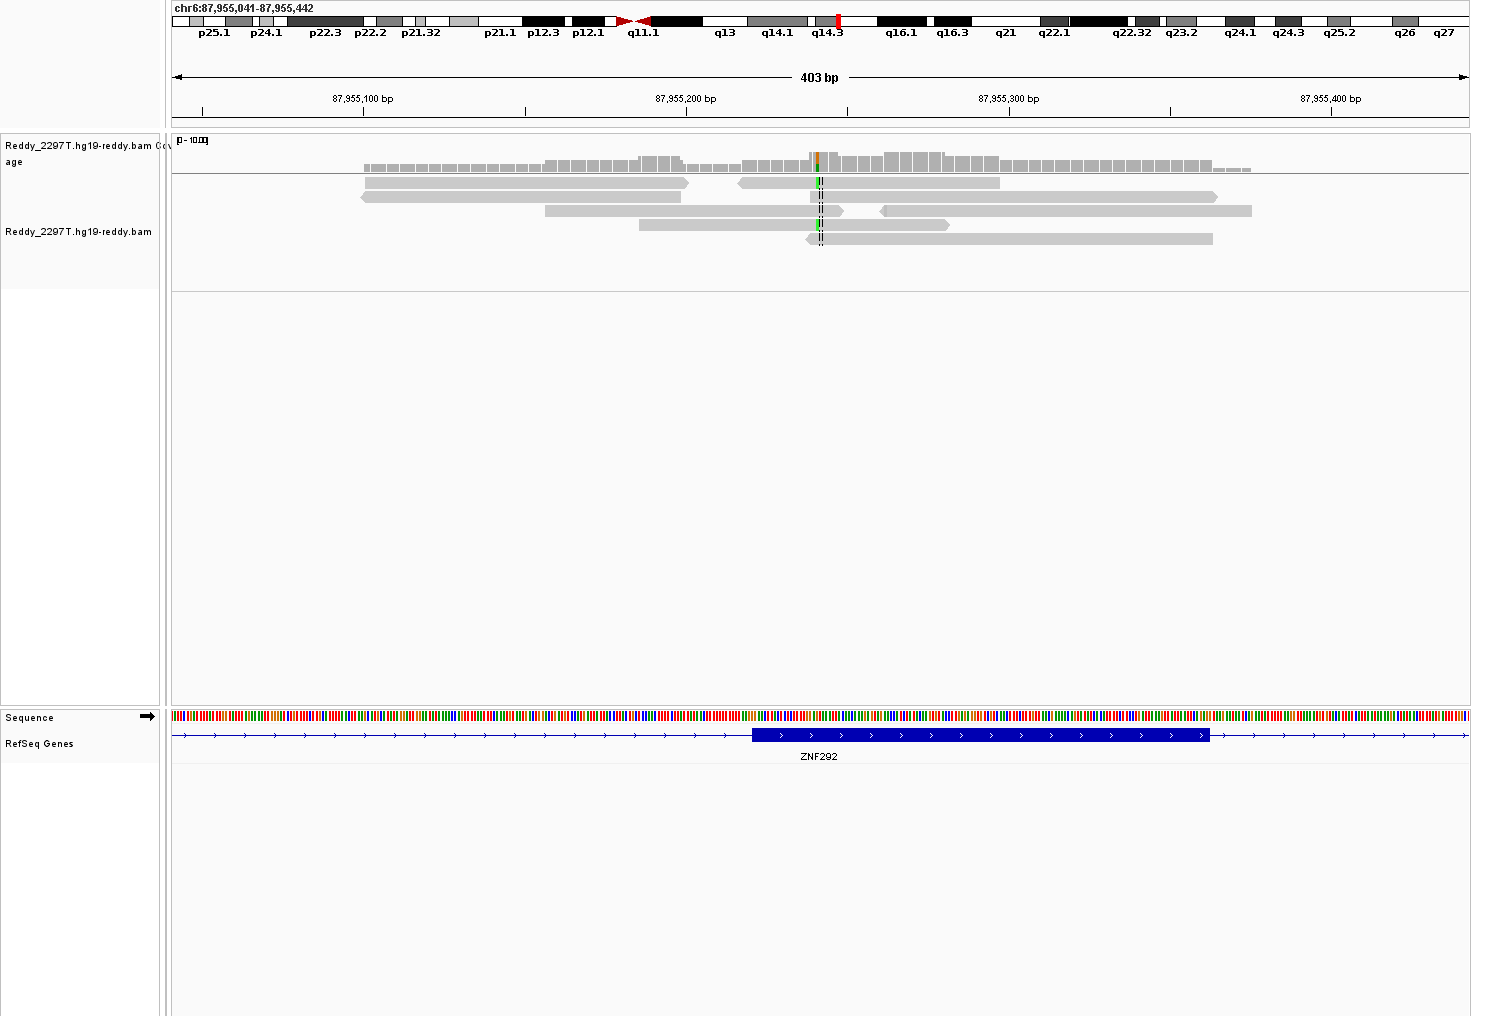 chr6:87,955,041-87,955,442
p25.1 p24.1 p22.3 p22.2 p21.32 p21.1 p12.3 p12.1 q11.1 q13 q14.1 q14.3 q16.1 q16.3 q21 q22.1 q22.32 q23.2 q24.1 q24.3 q25.2 q26 q27
403 bp
87,955,100 bp 87,955,200 bp 87,955,300 bp 87,955,400 bp
[0 - 10.00]
Reddy_2297T.hg19-reddy.bam Cov
age
Reddy_2297T.hg19-reddy.bam
Sequence
RefSeq Genes
ZNF292